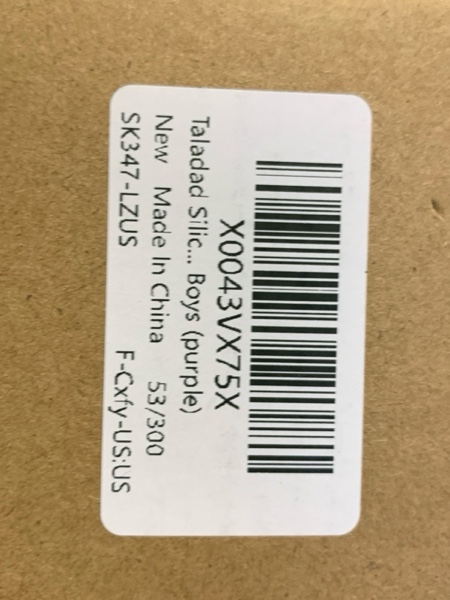 X0043VX75X
Taladad Silic... Boys (purple)
New Made In China 53/300
SK347-LZUS F-Cxfy-US:US